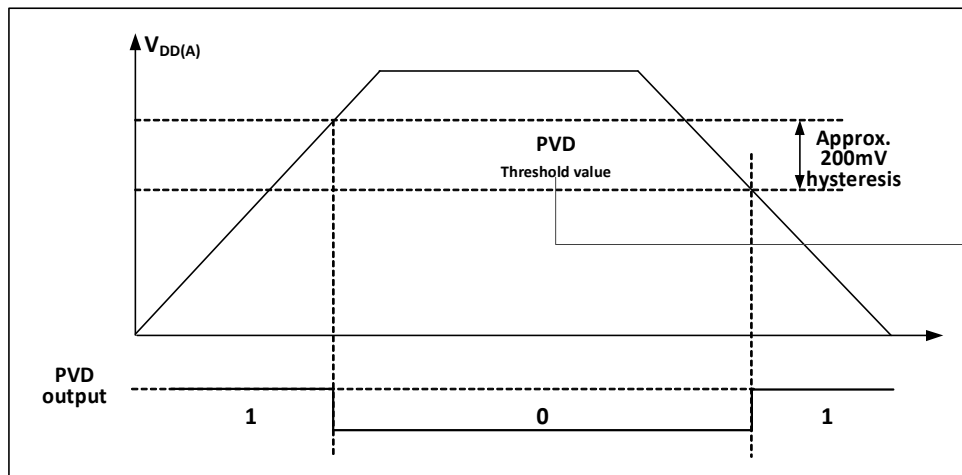 VDD(A)
PVD
Threshold value
Approx.
200mV
hysteresis
PVD
output
1
0
1